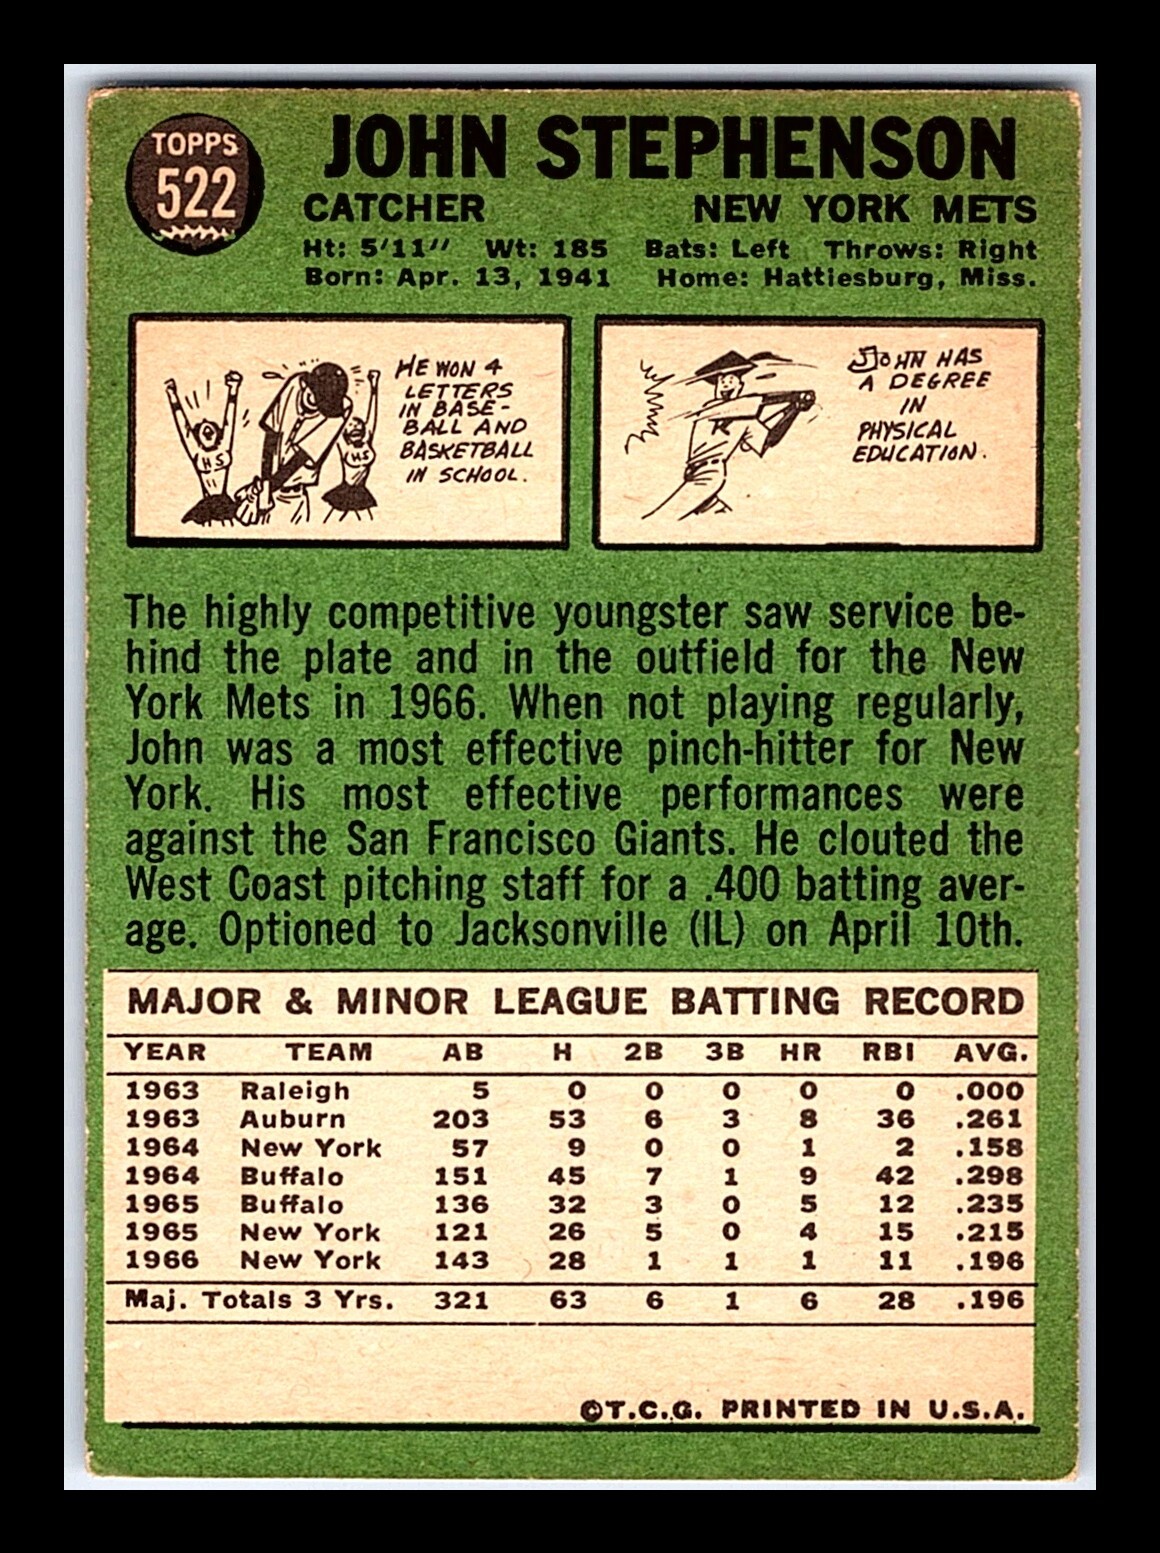 TOPPS
522
JOHN STEPHENSON
CATCHER NEW YORK METS
Ht: 5'11" Wt: 185 Bats: Left Throws: Right
Born: Apr. 13, 1941 Home: Hattiesburg, Miss.
HE WON 4
LETTERS
IN BASE-
BALL AND
BASKETBALL
IN SCHOOL.
H.S
H.S
JOHN HAS
A DEGREE
IN
PHYSICAL
EDUCATION.
The highly competitive youngster saw service be-
hind the plate and in the outfield for the New
York Mets in 1966. When not playing regularly,
John was a most effective pinch-hitter for New
York. His most effective performances were
against the San Francisco Giants. He clouted the
West Coast pitching staff for a .400 batting aver-
age. Optioned to Jacksonville (IL) on April 10th.
MAJOR & MINOR LEAGUE BATTING RECORD
YEAR TEAM AB H 2B 3B HR RBI AVG.
1963 Raleigh 5 0 0 0 0 0 .000
1963 Auburn 203 53 6 3 8 36 .261
1964 New York 57 9 0 0 1 2 .158
1964 Buffalo 151 45 7 1 9 42 .298
1965 Buffalo 136 32 3 0 5 12 .235
1965 New York 121 26 5 0 4 15 .215
1966 New York 143 28 1 1 1 11 .196
Maj. Totals 3 Yrs. 321 63 6 1 6 28 .196
©T.C.G. PRINTED IN U.S.A.